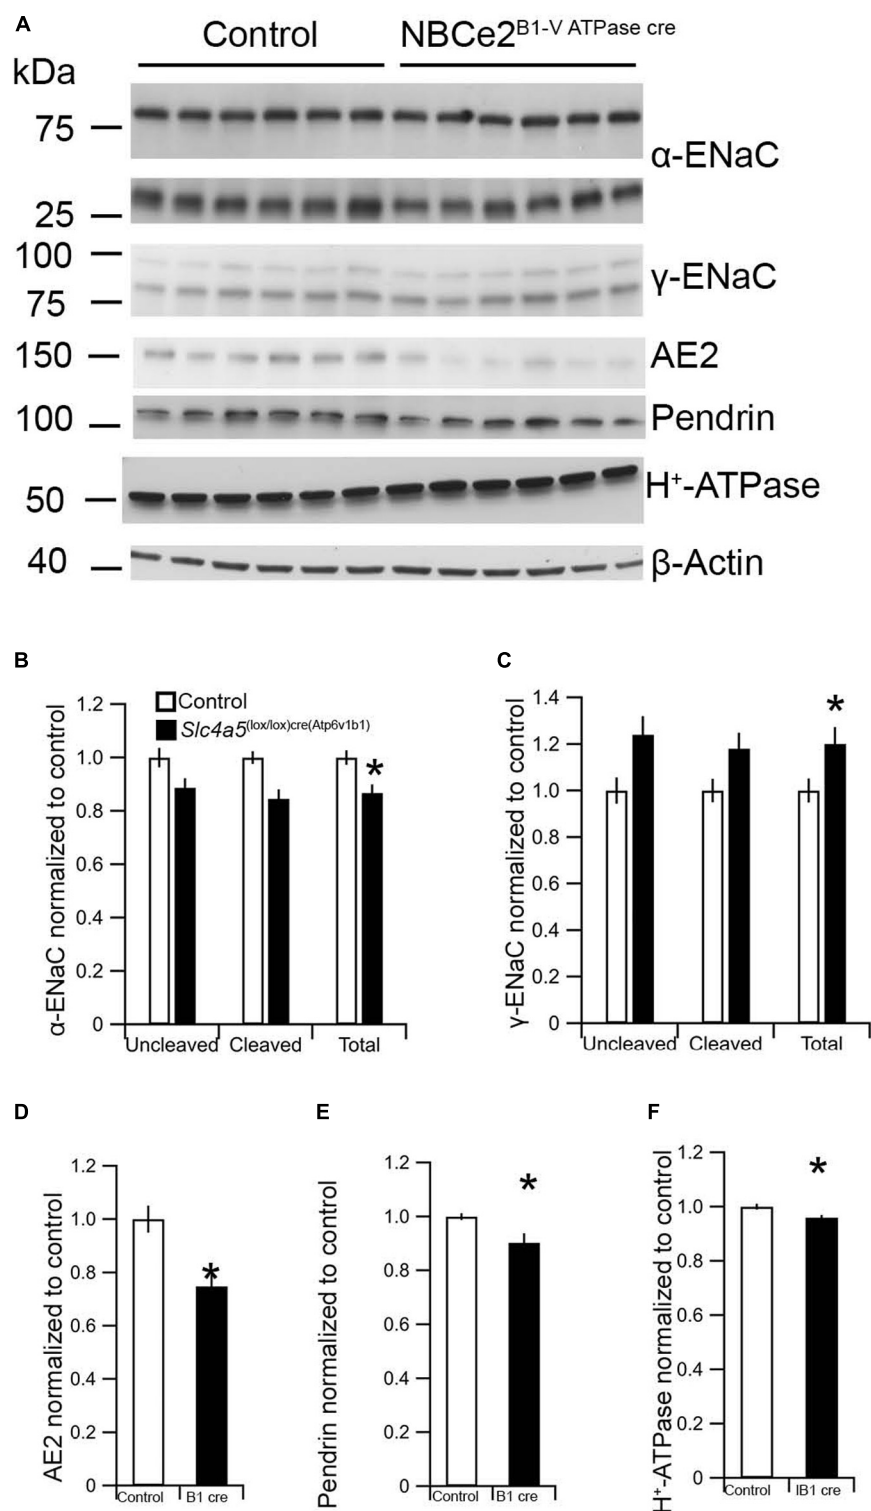 A
Control NBCe2B1-V ATPase cre
kDa
75
α-ENaC
25
100
γ-ENaC
75
150 AE2
100 Pendrin
50 H+-ATPase
40 β-Actin
B
α-ENaC normalized to control
1.2
1.0
0.8
0.6
0.4
0.2
0
Control
Slc4a5(lox/lox)cre(Atp6v1b1)
*
Uncleaved Cleaved Total
C
γ-ENaC normalized to control
1.4
1.2
1.0
0.8
0.6
0.4
0.2
0
*
Uncleaved Cleaved Total
D
AE2 normalized to control
1.2
1.0
0.8
0.6
0.4
0.2
0
*
Control B1 cre
E
Pendrin normalized to control
1.2
1.0
0.8
0.6
0.4
0.2
0
*
Control B1 cre
F
H+-ATPase normalized to control
1.2
1.0
0.8
0.6
0.4
0.2
0
*
Control IB1 cre